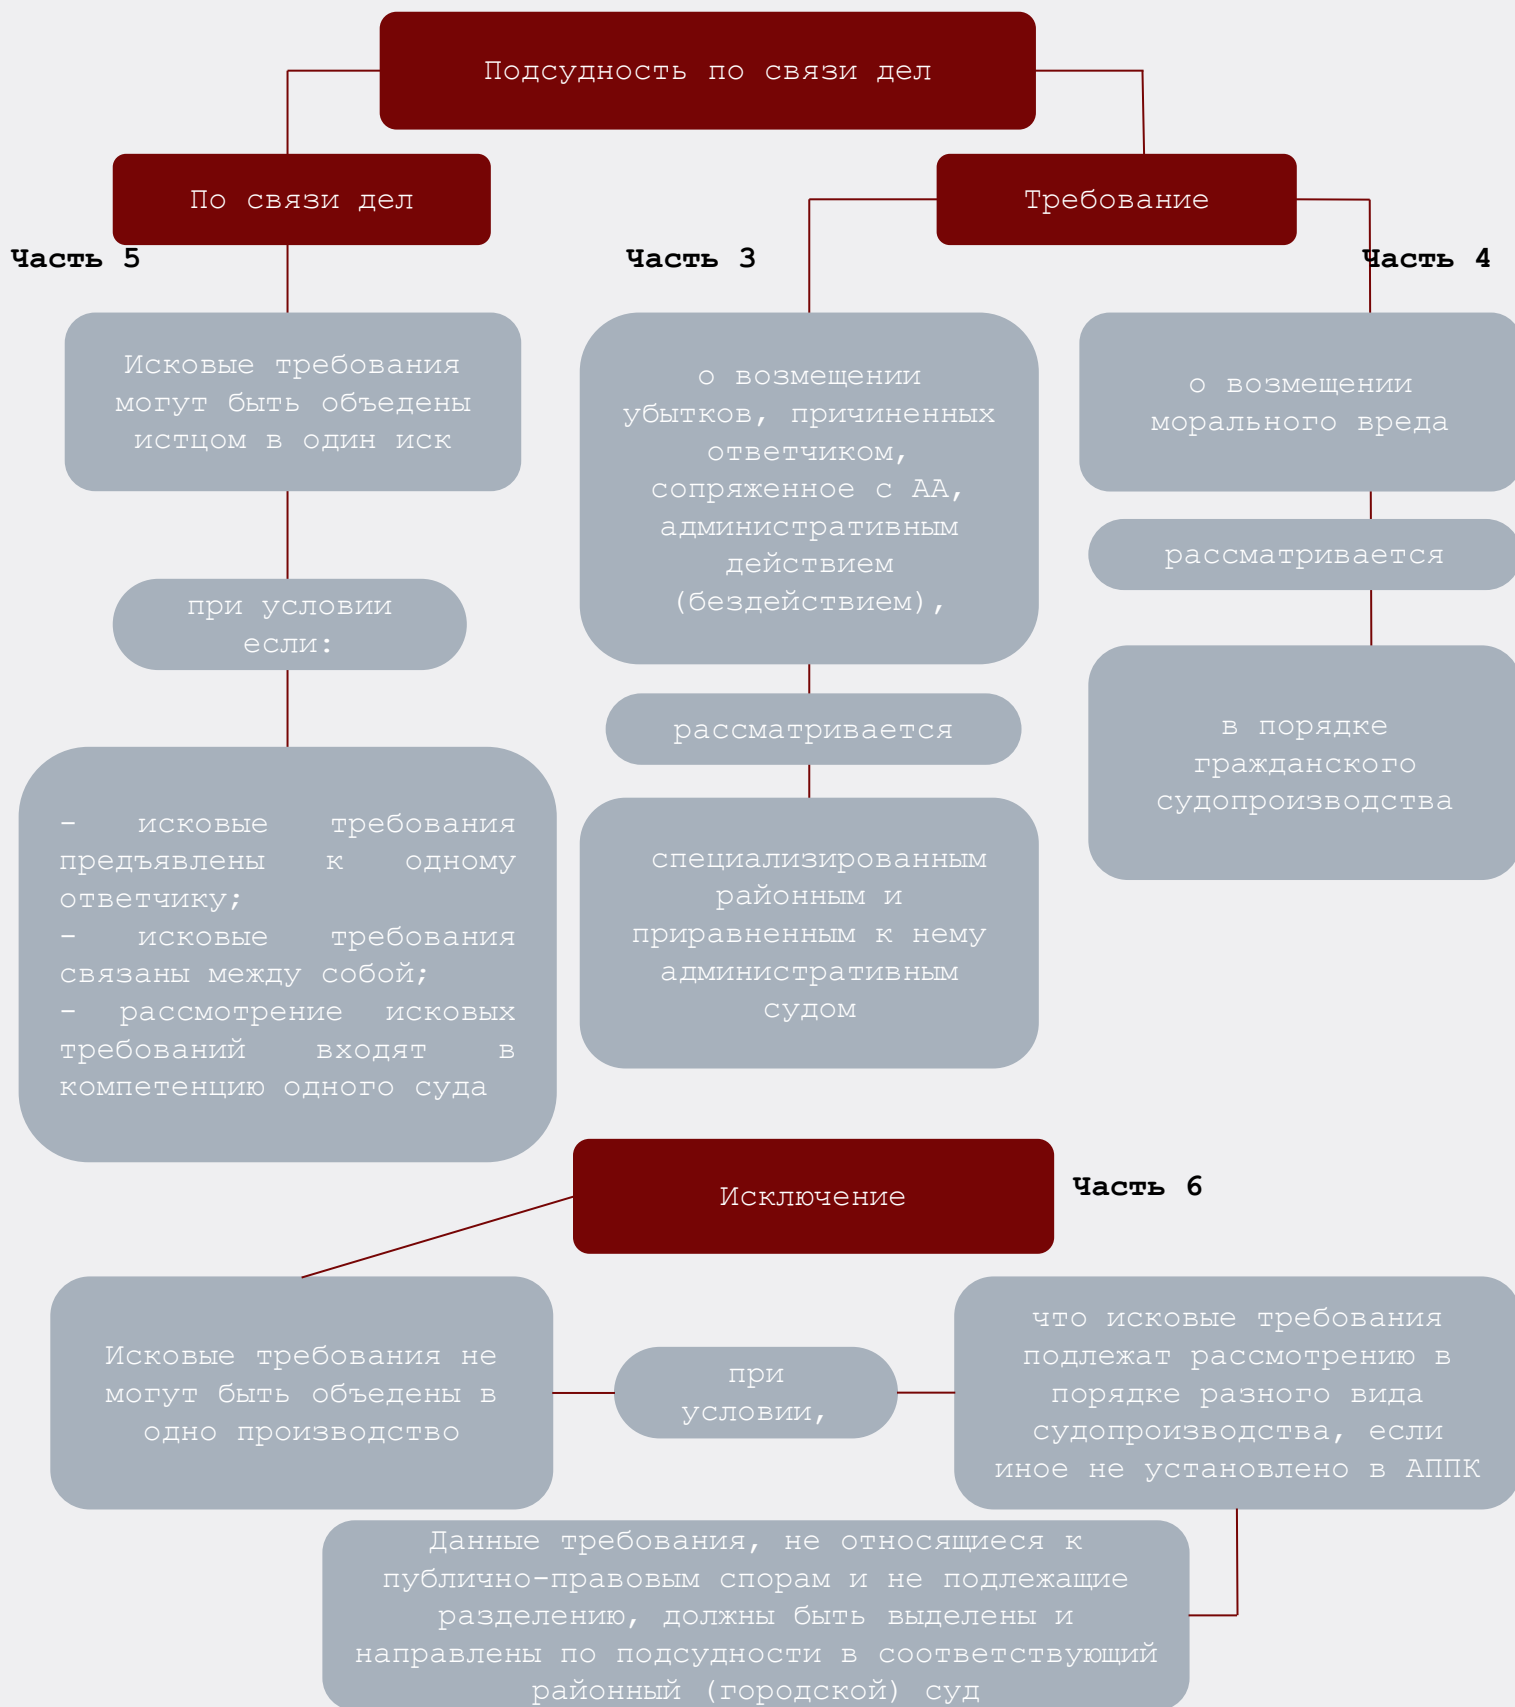 Подсудность по связи дел
По связи дел
Требование
Часть 5
Часть 3
Часть 4
Исковые требования
могут быть объедены
истцом в один иск
при условии
если:
- исковые требования
предъявлены к одному
ответчику;
- исковые требования
связаны между собой;
- рассмотрение исковых
требований входят в
компетенцию одного суда
о возмещении
убытков, причиненных
ответчиком,
сопряженное с АА,
административным
действием
(бездействием),
рассматривается
специализированным
районным и
приравненным к нему
административным
судом
о возмещении
морального вреда
рассматривается
в порядке
гражданского
судопроизводства
Исключение
Часть 6
Исковые требования не
могут быть объедены в
одно производство
при
условии,
что исковые требования
подлежат рассмотрению в
порядке разного вида
судопроизводства, если
иное не установлено в АППК
Данные требования, не относящиеся к
публично-правовым спорам и не подлежащие
разделению, должны быть выделены и
направлены по подсудности в соответствующий
районный (городской) суд